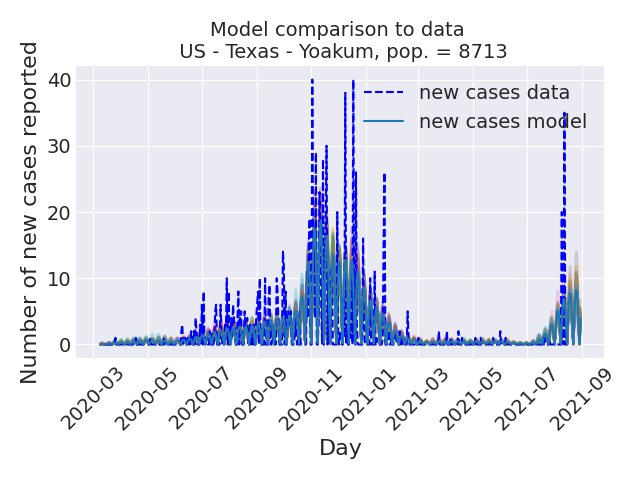 Model comparison to data
US - Texas - Yoakum, pop. = 8713
Number of new cases reported
40
30
20
10
0
new cases data
new cases model
2020-03
2020-05
2020-07
2020-09
2020-11
2021-01
2021-03
2021-05
2021-07
2021-09
Day